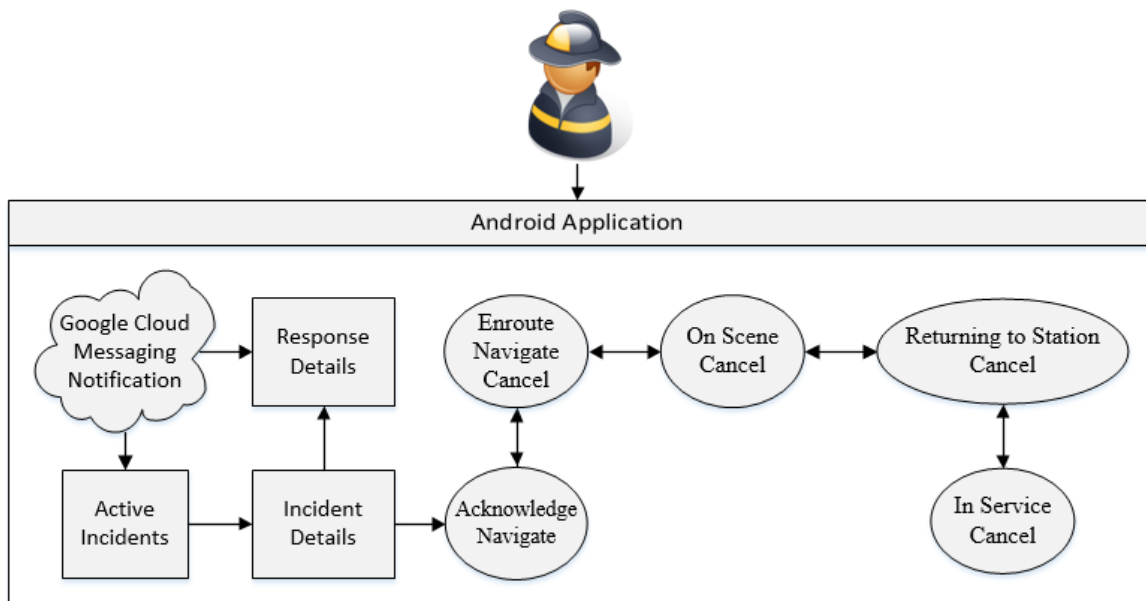 Android Application
Google Cloud
Messaging
Notification
Response
Details
Enroute
Navigate
Cancel
On Scene
Cancel
Returning to Station
Cancel
Active
Incidents
Incident
Details
Acknowledge
Navigate
In Service
Cancel